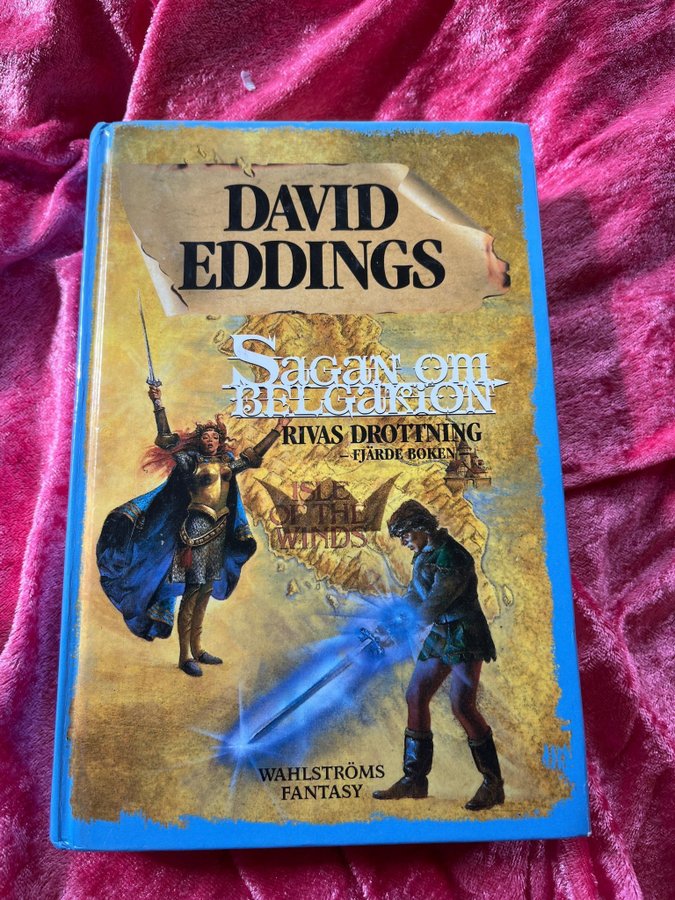 DAVID
EDDINGS
SAGAN OM
BELGARION
RIVAS DROTTNING
– FJÄRDE BOKEN –
ISLE
OF THE
WINDS
WAHLSTRÖMS
FANTASY